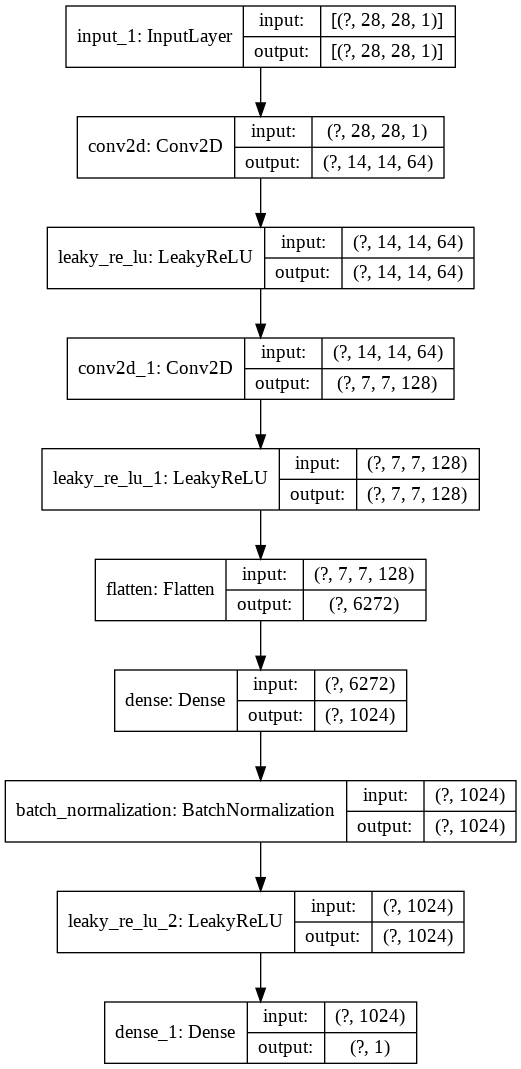 input_1: InputLayer
input:
[(?, 28, 28, 1)]
output:
[(?, 28, 28, 1)]
conv2d: Conv2D
input:
(?, 28, 28, 1)
output:
(?, 14, 14, 64)
leaky_re_lu: LeakyReLU
input:
(?, 14, 14, 64)
output:
(?, 14, 14, 64)
conv2d_1: Conv2D
input:
(?, 14, 14, 64)
output:
(?, 7, 7, 128)
leaky_re_lu_1: LeakyReLU
input:
(?, 7, 7, 128)
output:
(?, 7, 7, 128)
flatten: Flatten
input:
(?, 7, 7, 128)
output:
(?, 6272)
dense: Dense
input:
(?, 6272)
output:
(?, 1024)
batch_normalization: BatchNormalization
input:
(?, 1024)
output:
(?, 1024)
leaky_re_lu_2: LeakyReLU
input:
(?, 1024)
output:
(?, 1024)
dense_1: Dense
input:
(?, 1024)
output:
(?, 1)